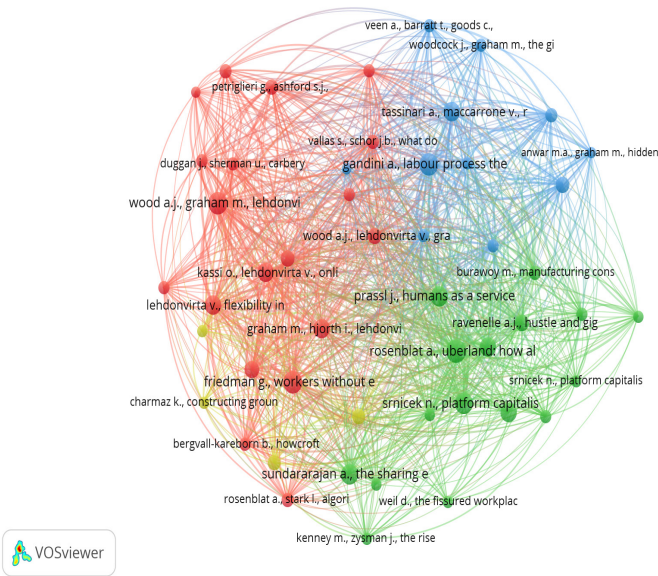 veen a., barratt t., goods c.,
woodcock j., graham m., the gi
petriglieri g., ashford s.j.,
tassinari a., maccarrone v., r
vallas s., schor j.b., what do
anwar m.a., graham m., hidden
duggan j., sherman u., carbery
gandini a., labour process the
wood a.j., graham m., lehdonvi
wood a.j., lehdonvirta v., gra
kassi o., lehdonvirta v., onli
burawoy m., manufacturing cons
prassl j., humans as a service
lehdonvirta v., flexibility in
ravenelle a.j., hustle and gig
graham m., hjorth i., lehdonvi
rosenblat a., uberland: how al
friedman g., workers without e
srnicek n., platform capitalis
charmaz k., constructing groun
srnicek n., platform capitalis
bergvall-kareborn b., howcroft
sundararajan a., the sharing e
rosenblat a., stark l., algori
weil d., the fissured workplac
kenney m., zysman j., the rise
VOSviewer